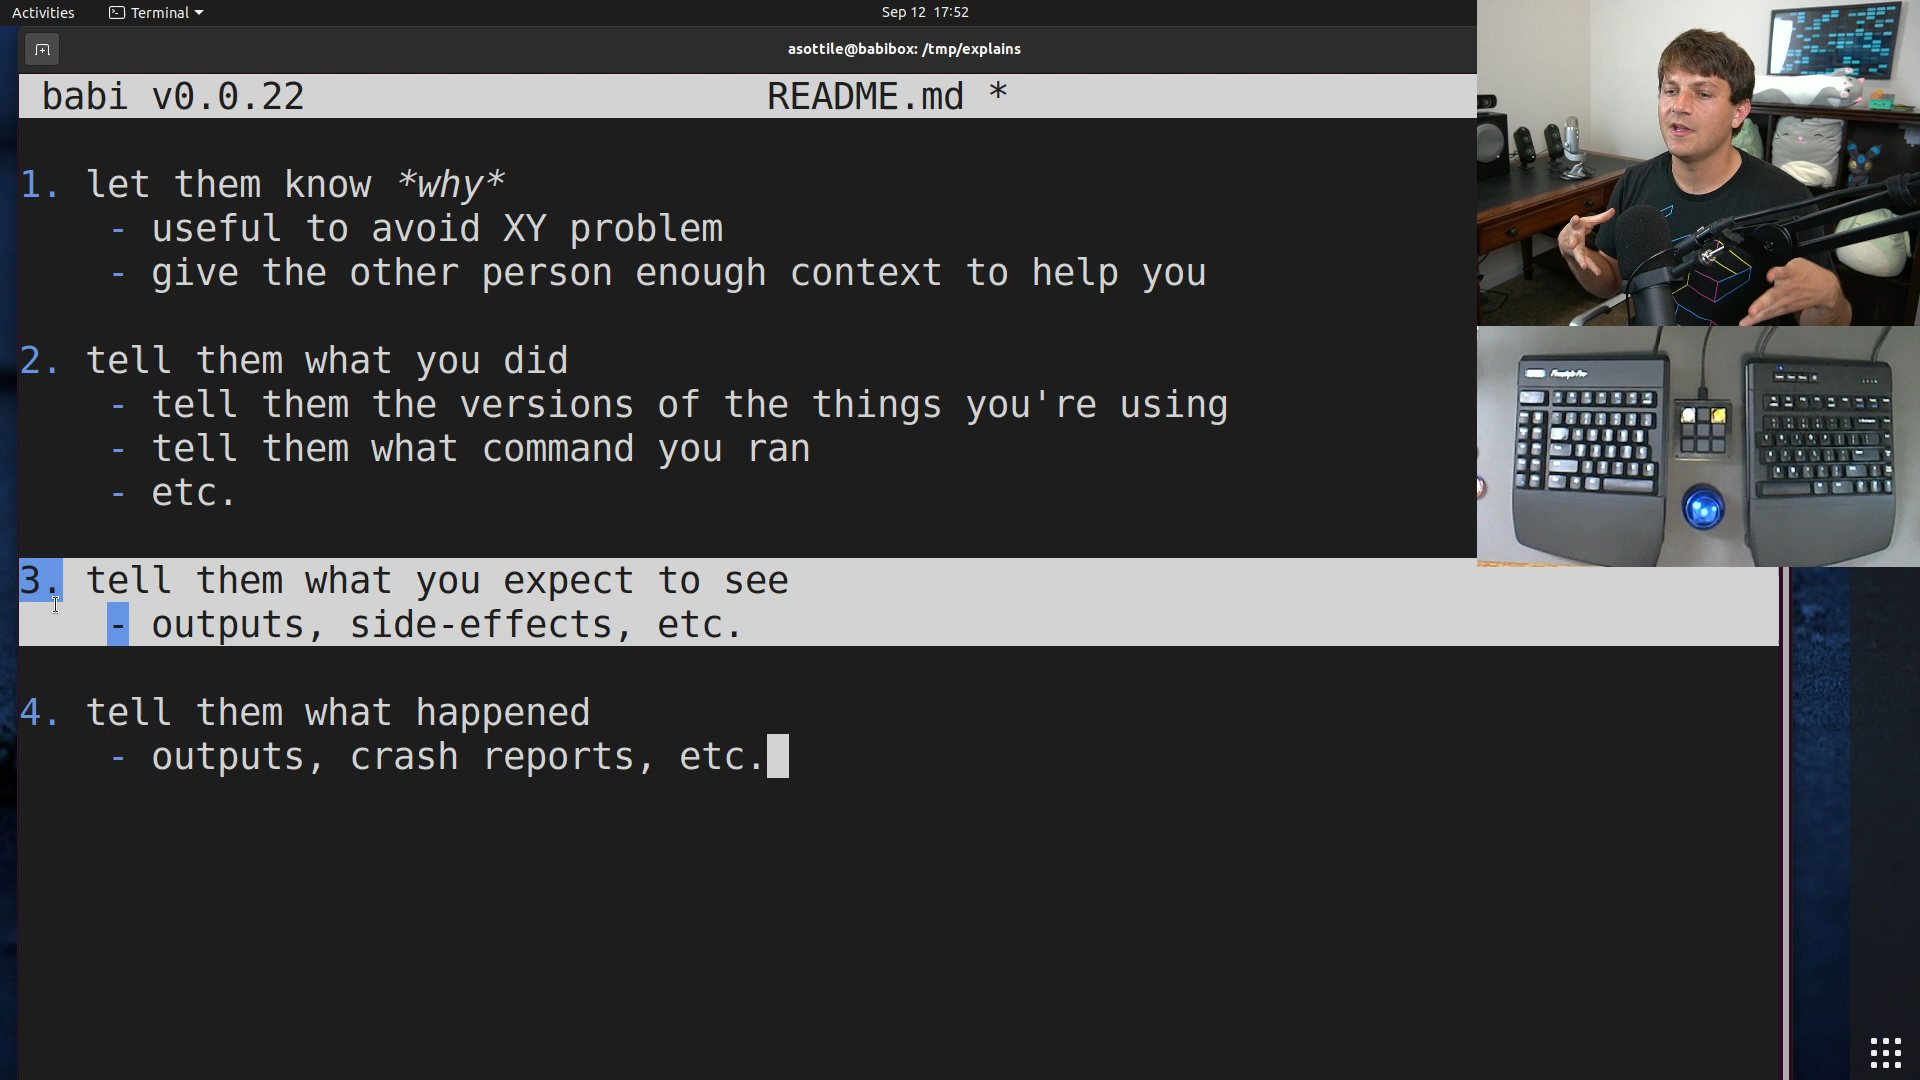 Activities
Terminal
Sep 12 17:52
asottile@babibox: /tmp/explains
babi v0.0.22 README.md *
1. let them know *why*
- useful to avoid XY problem
- give the other person enough context to help you
2. tell them what you did
- tell them the versions of the things you're using
- tell them what command you ran
- etc.
3. tell them what you expect to see
- outputs, side-effects, etc.
4. tell them what happened
- outputs, crash reports, etc.
Freestyle Pro